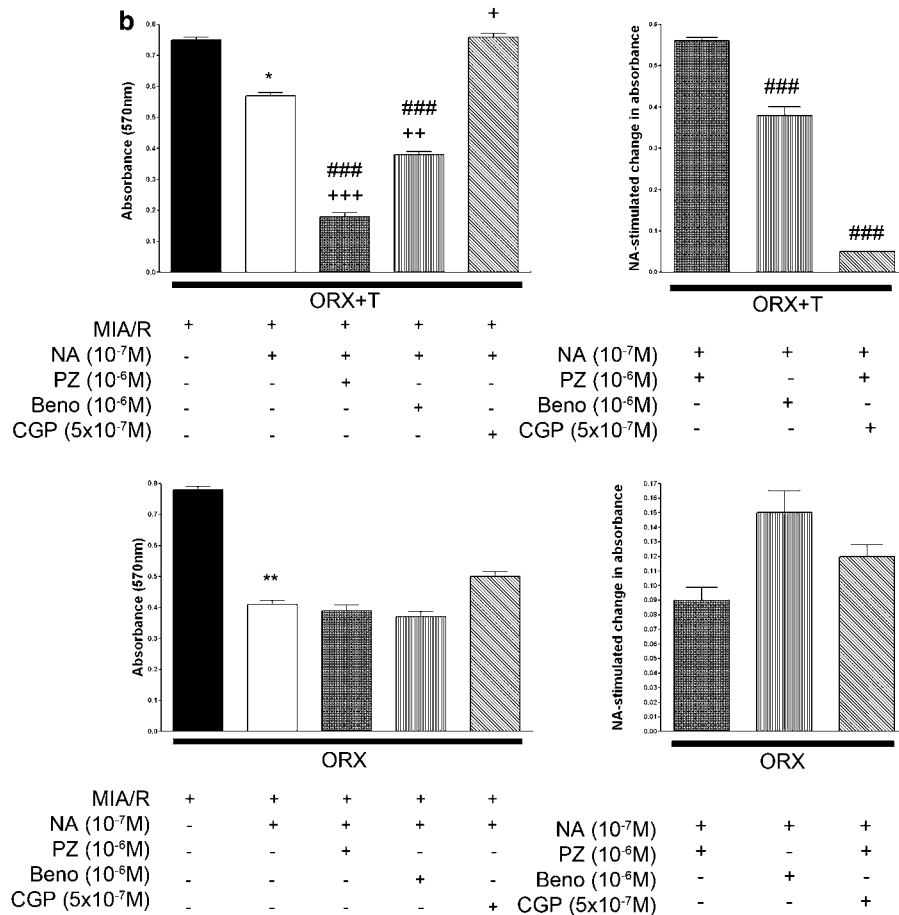 b
Absorbance (570nm)
0.8
0.7
0.6
0.5
0.4
0.3
0.2
0.1
0.0
*
###
+++
###
++
+
ORX+T
MIA/R + + + + +
NA (10⁻⁷M) - + + + +
PZ (10⁻⁶M) - - + - -
Beno (10⁻⁶M) - - - + -
CGP (5x10⁻⁷M) - - - - +
NA-stimulated change in absorbance
0.6
0.5
0.4
0.3
0.2
0.1
0.0
###
###
ORX+T
NA (10⁻⁷M) + + +
PZ (10⁻⁶M) + - +
Beno (10⁻⁶M) - + -
CGP (5x10⁻⁷M) - - +
Absorbance (570nm)
0.8
0.7
0.6
0.5
0.4
0.3
0.2
0.1
0.0
**
ORX
MIA/R + + + + +
NA (10⁻⁷M) - + + + +
PZ (10⁻⁶M) - - + - -
Beno (10⁻⁶M) - - - + -
CGP (5x10⁻⁷M) - - - - +
NA-stimulated change in absorbance
0.17
0.16
0.15
0.14
0.13
0.12
0.11
0.10
0.09
0.08
0.07
0.06
0.05
0.04
0.03
0.02
0.01
0.00
ORX
NA (10⁻⁷M) + + +
PZ (10⁻⁶M) + - +
Beno (10⁻⁶M) - + -
CGP (5x10⁻⁷M) - - +